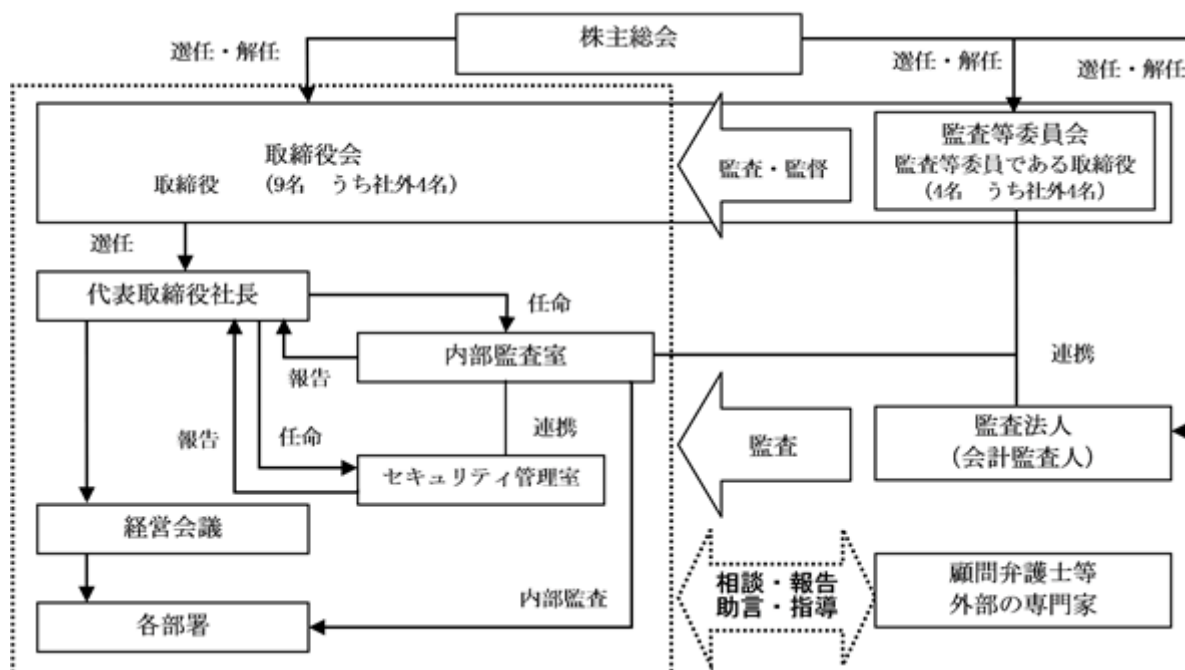 株主総会
選任・解任
選任・解任
選任・解任
取締役会
取締役 (9名 うち社外4名)
監査・監督
監査等委員会
監査等委員である取締役
(4名 うち社外4名)
選任
代表取締役社長
任命
内部監査室
報告
連携
報告
任命
連携
セキュリティ管理室
監査
監査法人
(会計監査人)
経営会議
相談・報告
助言・指導
顧問弁護士等
外部の専門家
内部監査
各部署